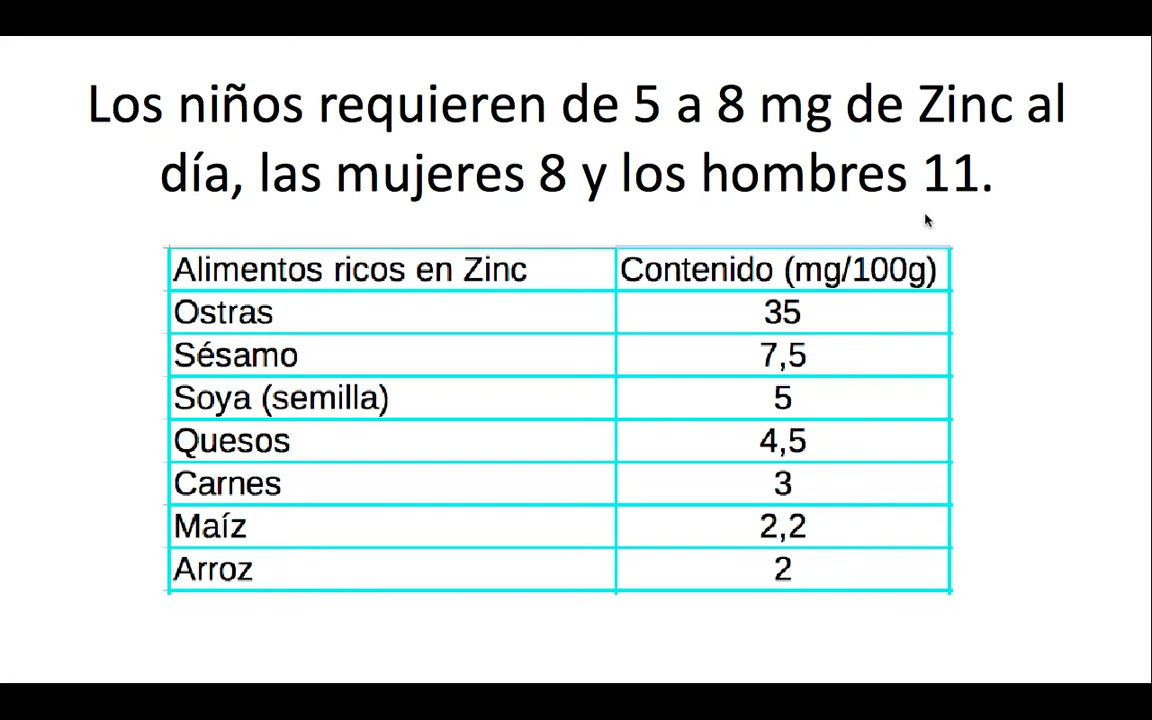 Los niños requieren de 5 a 8 mg de Zinc al
día, las mujeres 8 y los hombres 11.
Alimentos ricos en Zinc Contenido (mg/100g)
Ostras 35
Sésamo 7,5
Soya (semilla) 5
Quesos 4,5
Carnes 3
Maíz 2,2
Arroz 2